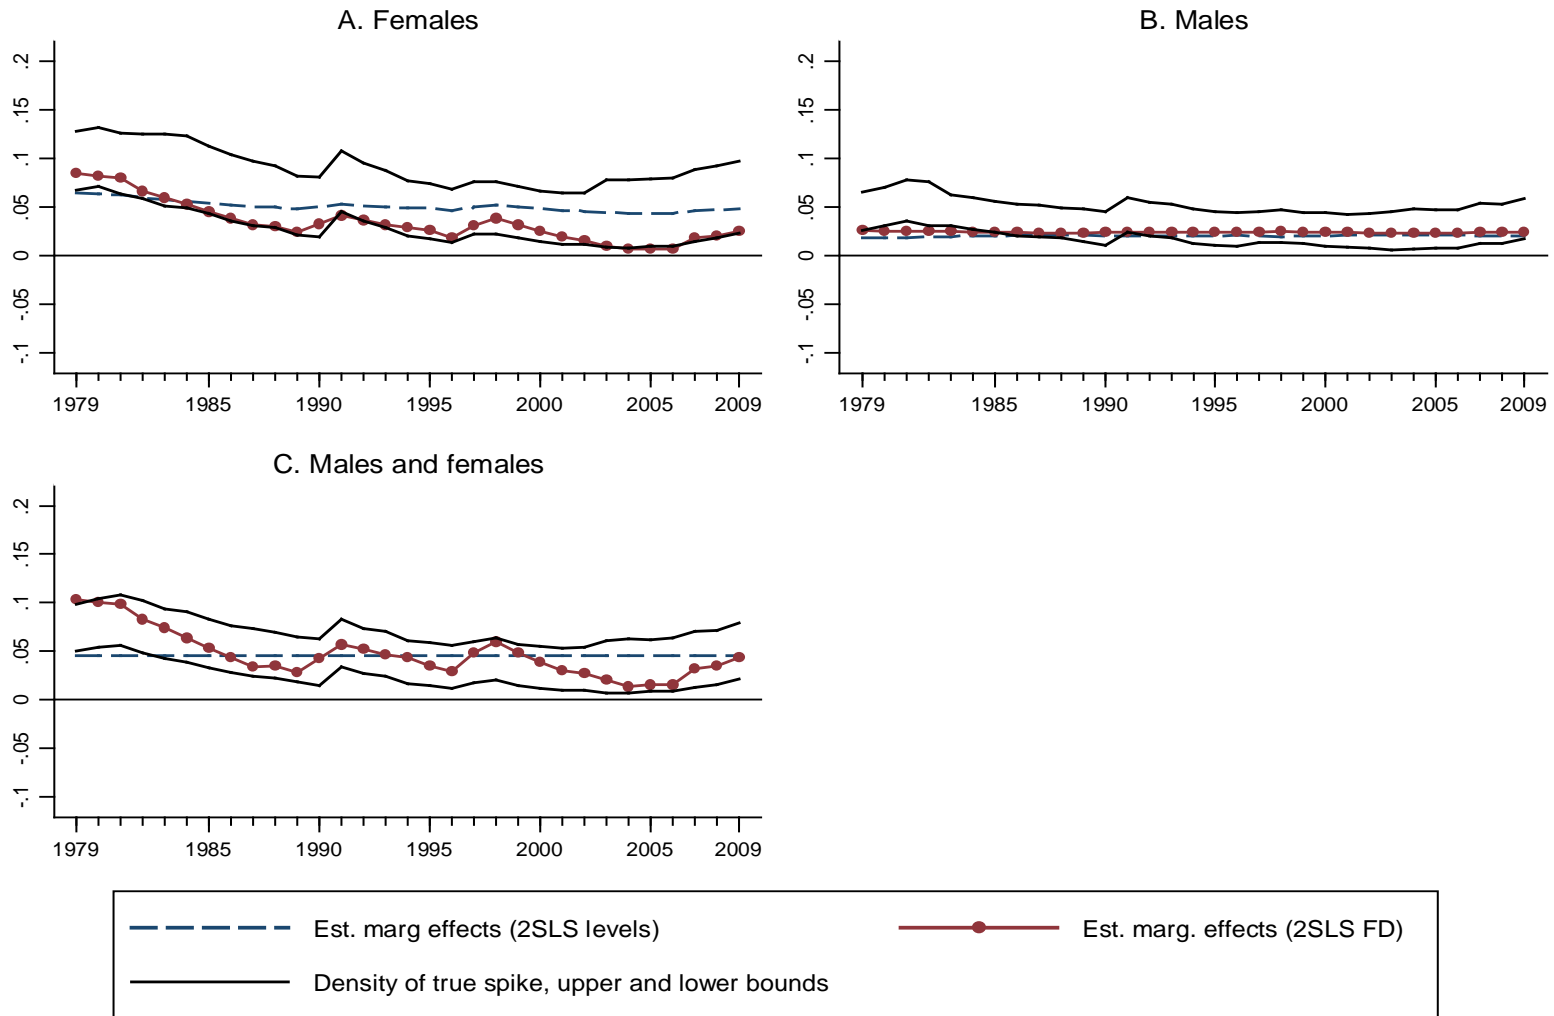 A. Females
.2
.15
.1
.05
0
-.05
-.1
1979 1985 1990 1995 2000 2005 2009
B. Males
.2
.15
.1
.05
0
-.05
-.1
1979 1985 1990 1995 2000 2005 2009
C. Males and females
.2
.15
.1
.05
0
-.05
-.1
1979 1985 1990 1995 2000 2005 2009
Est. marg effects (2SLS levels) Est. marg. effects (2SLS FD)
Density of true spike, upper and lower bounds